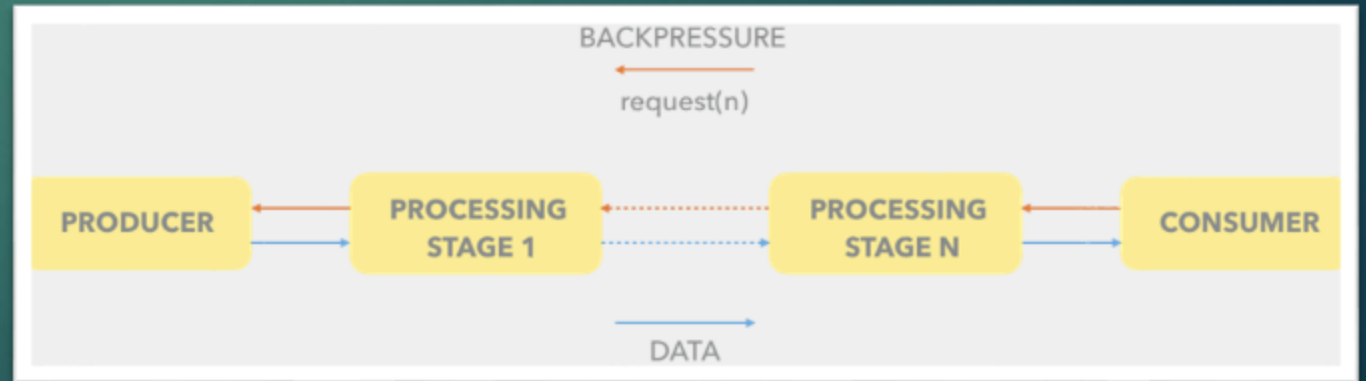 BACKPRESSURE
request(n)
PRODUCER
PROCESSING
STAGE 1
PROCESSING
STAGE N
CONSUMER
DATA